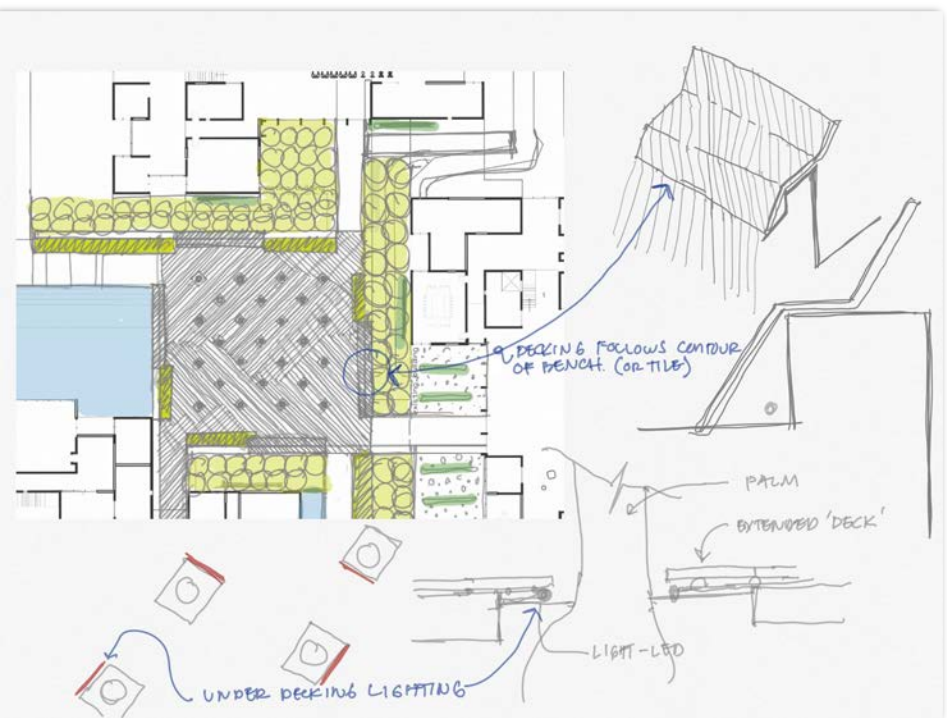 DECKING FOLLOWS CONTOUR
OF BENCH. (OR TILE)
PALM
EXTENDED 'DECK'
LIGHT-LED
UNDER DECKING LIGHTING